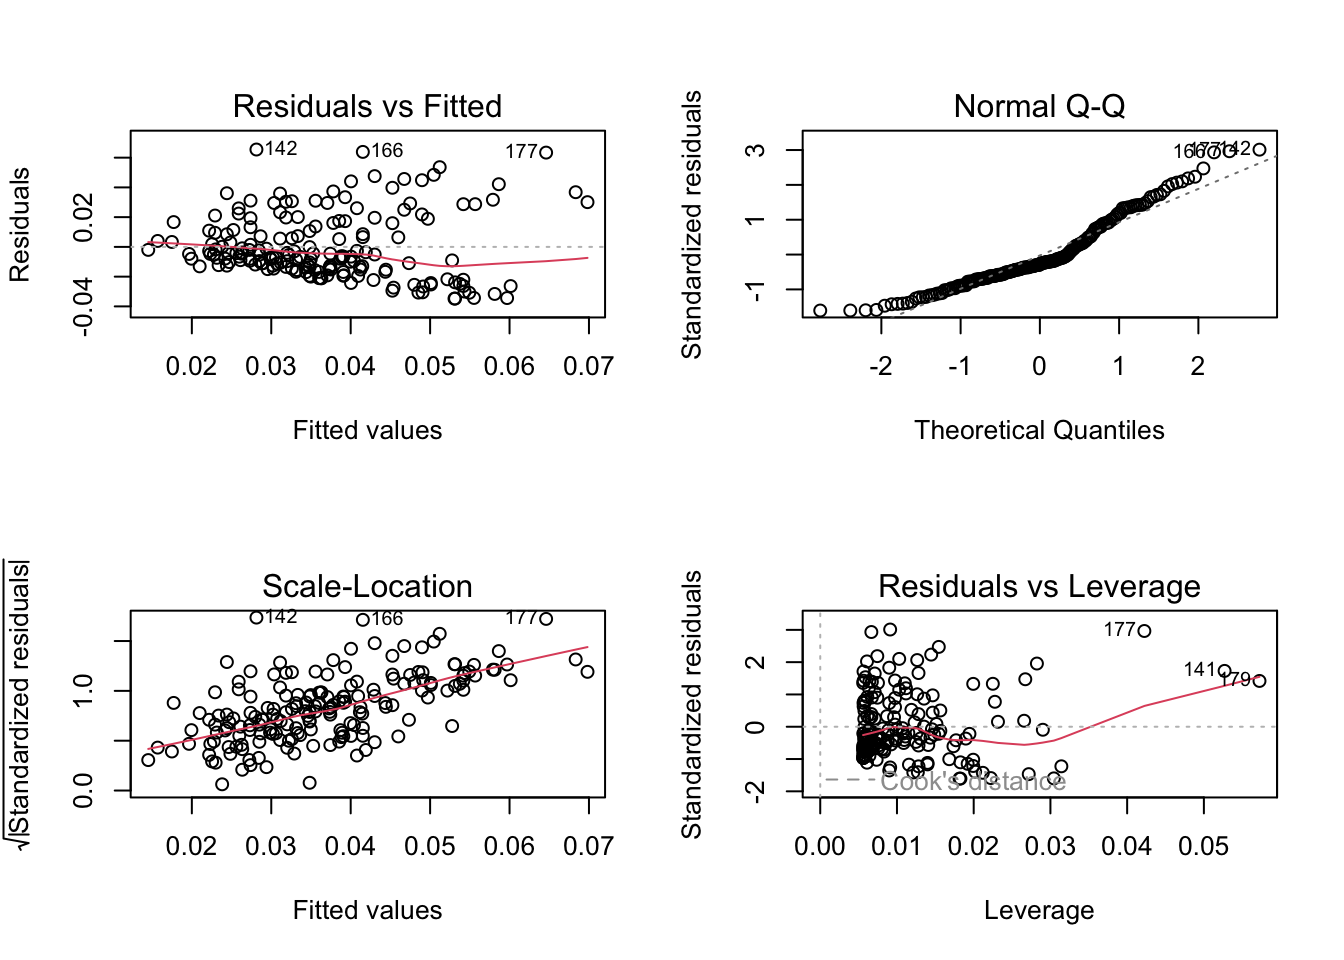 Residuals vs Fitted
Residuals
0.02
-0.04
142
166
177
0.02 0.03 0.04 0.05 0.06 0.07
Fitted values
Normal Q-Q
Standardized residuals
3
1
-1
166 177 142
-2 -1 0 1 2
Theoretical Quantiles
Scale-Location
√|Standardized residuals|
1.0
0.0
142
166
177
0.02 0.03 0.04 0.05 0.06 0.07
Fitted values
Residuals vs Leverage
Standardized residuals
2
0
-2
177
141
179
Cook's distance
0.00 0.01 0.02 0.03 0.04 0.05
Leverage